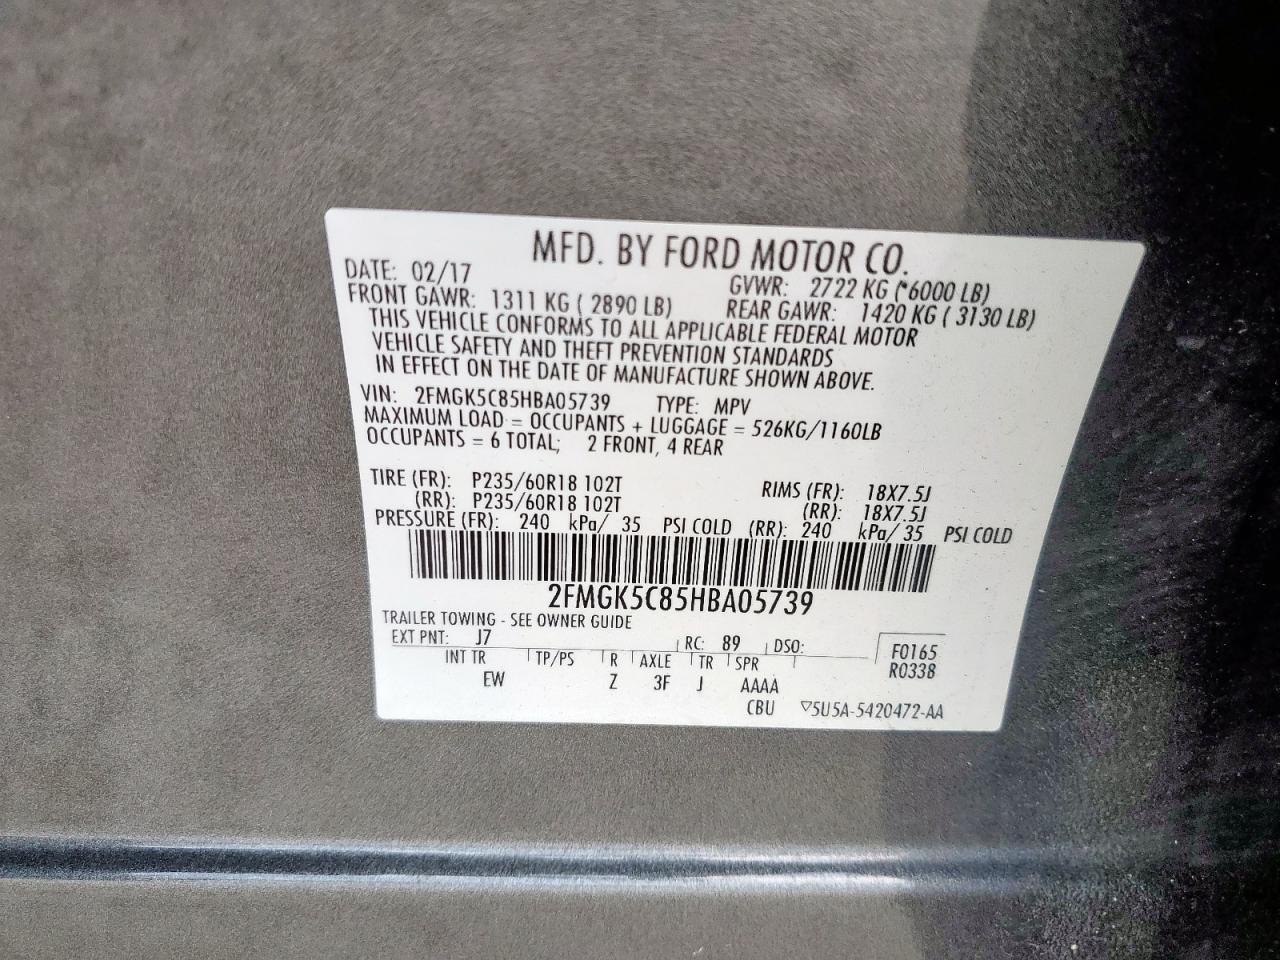 MFD. BY FORD MOTOR CO.
DATE: 02/17 GVWR: 2722 KG (*6000 LB)
FRONT GAWR: 1311 KG ( 2890 LB) REAR GAWR: 1420 KG ( 3130 LB)
THIS VEHICLE CONFORMS TO ALL APPLICABLE FEDERAL MOTOR
VEHICLE SAFETY AND THEFT PREVENTION STANDARDS
IN EFFECT ON THE DATE OF MANUFACTURE SHOWN ABOVE.
VIN: 2FMGK5C85HBA05739 TYPE: MPV
MAXIMUM LOAD = OCCUPANTS + LUGGAGE = 526KG/1160LB
OCCUPANTS = 6 TOTAL; 2 FRONT, 4 REAR
TIRE (FR): P235/60R18 102T RIMS (FR): 18X7.5J
(RR): P235/60R18 102T (RR): 18X7.5J
PRESSURE (FR): 240 kPa/ 35 PSI COLD (RR): 240 kPa/ 35 PSI COLD
2FMGK5C85HBA05739
TRAILER TOWING - SEE OWNER GUIDE
EXT PNT: J7 RC: 89 DSO: F0165
INT TR TP/PS R AXLE TR SPR R0338
EW Z 3F J AAAA
CBU ▽5U5A-5420472-AA